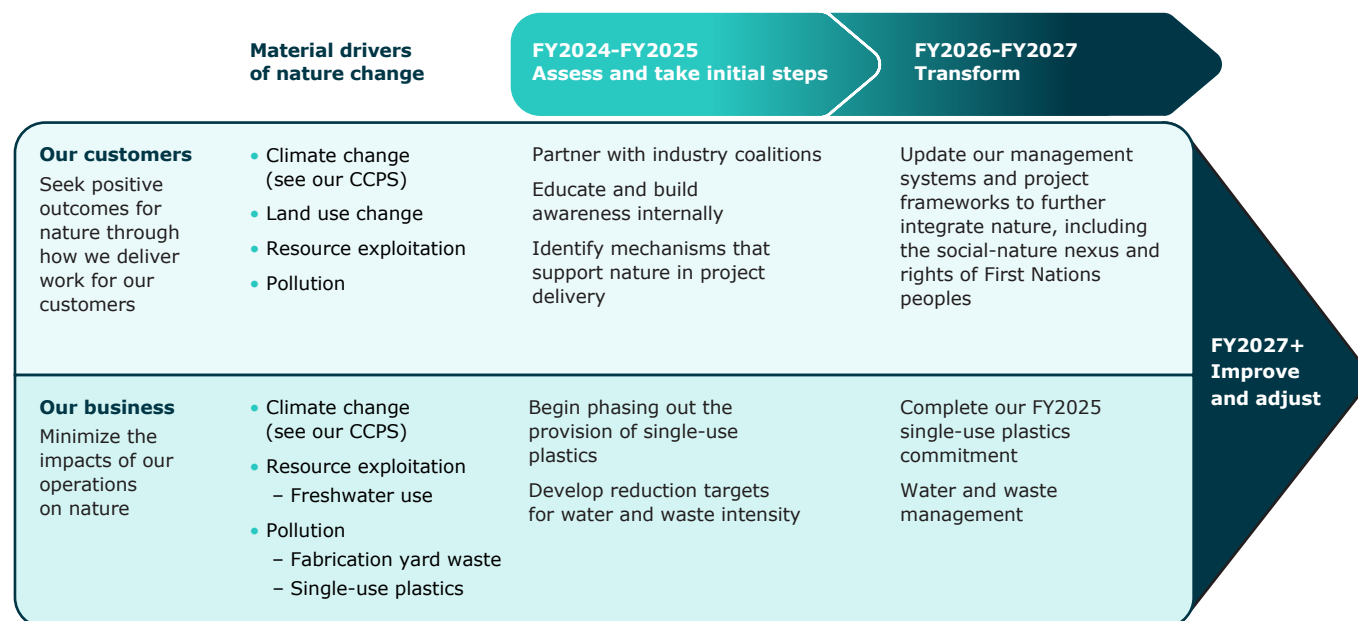 Material drivers
of nature change
FY2024-FY2025
Assess and take initial steps
FY2026-FY2027
Transform
Our customers
Seek positive
outcomes for
nature through
how we deliver
work for our
customers
• Climate change
(see our CCPS)
• Land use change
• Resource exploitation
• Pollution
Partner with industry coalitions
Educate and build
awareness internally
Identify mechanisms that
support nature in project
delivery
Update our management
systems and project
frameworks to further
integrate nature, including
the social-nature nexus and
rights of First Nations
peoples
Our business
Minimize the
impacts of our
operations
on nature
• Climate change
(see our CCPS)
• Resource exploitation
– Freshwater use
• Pollution
– Fabrication yard waste
– Single-use plastics
Begin phasing out the
provision of single-use
plastics
Develop reduction targets
for water and waste intensity
Complete our FY2025
single-use plastics
commitment
Water and waste
management
FY2027+
Improve
and adjust